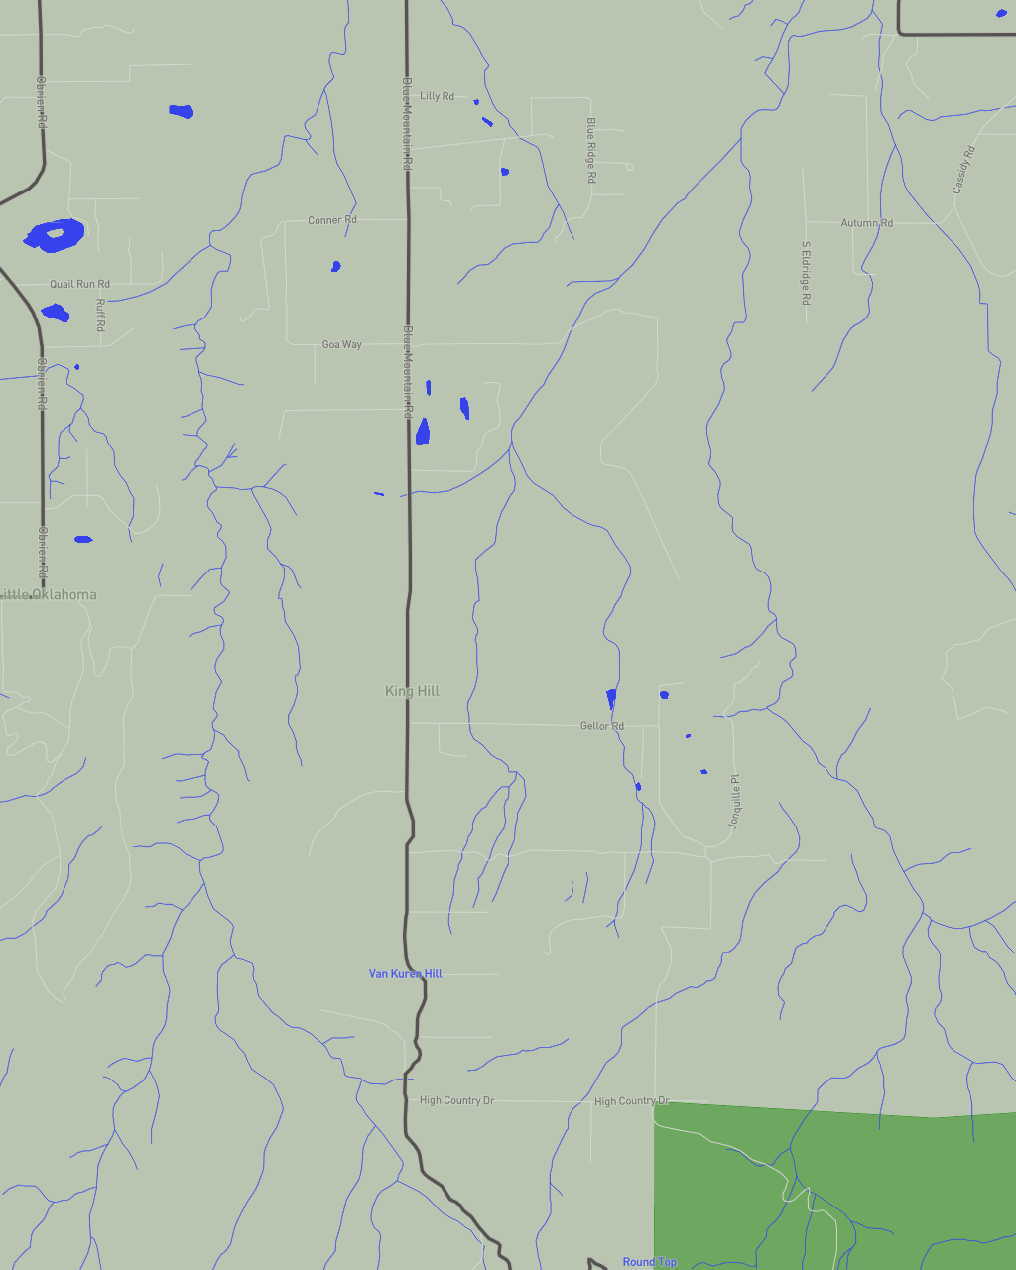 Obrien Rd
Blue Mountain Rd
Lilly Rd
Blue Ridge Rd
Cassidy Rd
Conner Rd
Autumn Rd
S Eldridge Rd
Quail Run Rd
Ruff Rd
Goa Way
Blue Mountain Rd
Obrien Rd
Obrien Rd
Little Oklahoma
King Hill
Gellor Rd
Jonquille Pl
Van Kuren Hill
High Country Dr
High Country Dr
Round Top